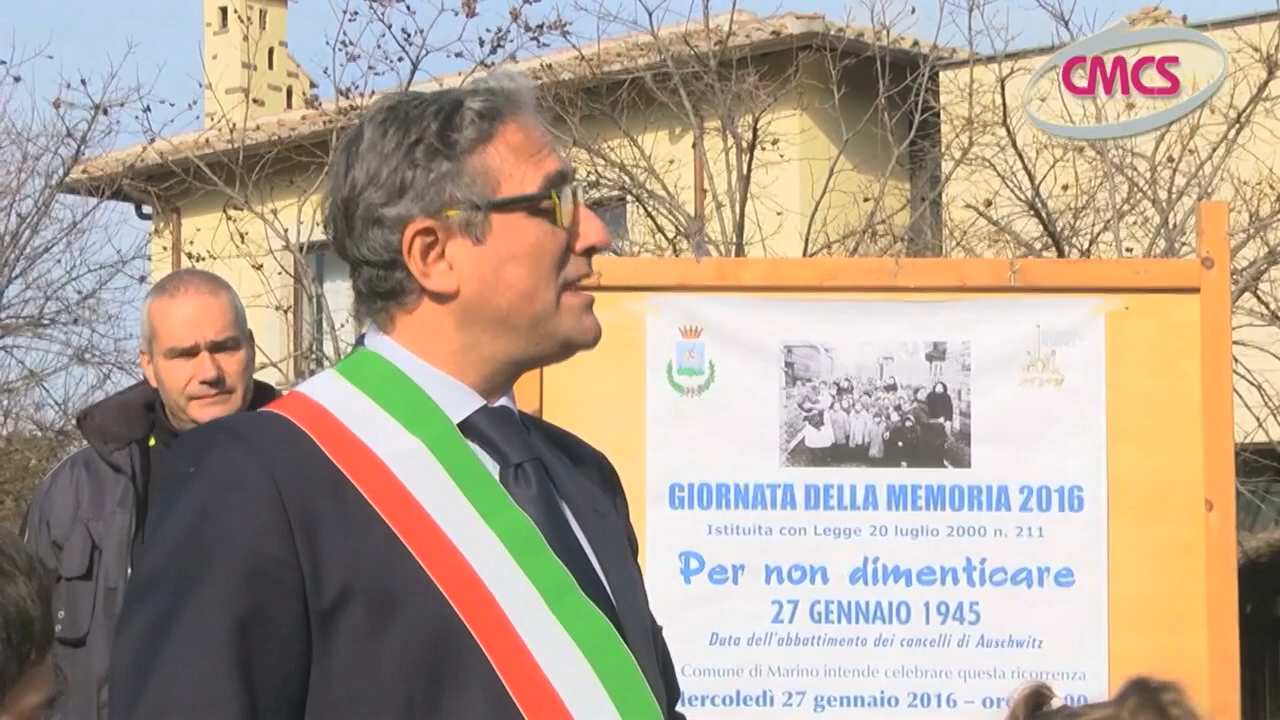 CMCS
GIORNATA DELLA MEMORIA 2016
Istituita con Legge 20 luglio 2000 n. 211
Per non dimenticare
27 GENNAIO 1945
Data dell'abbattimento dei cancelli di Auschwitz
Comune di Marino intende celebrare questa ricorrenza
Mercoledì 27 gennaio 2016 –